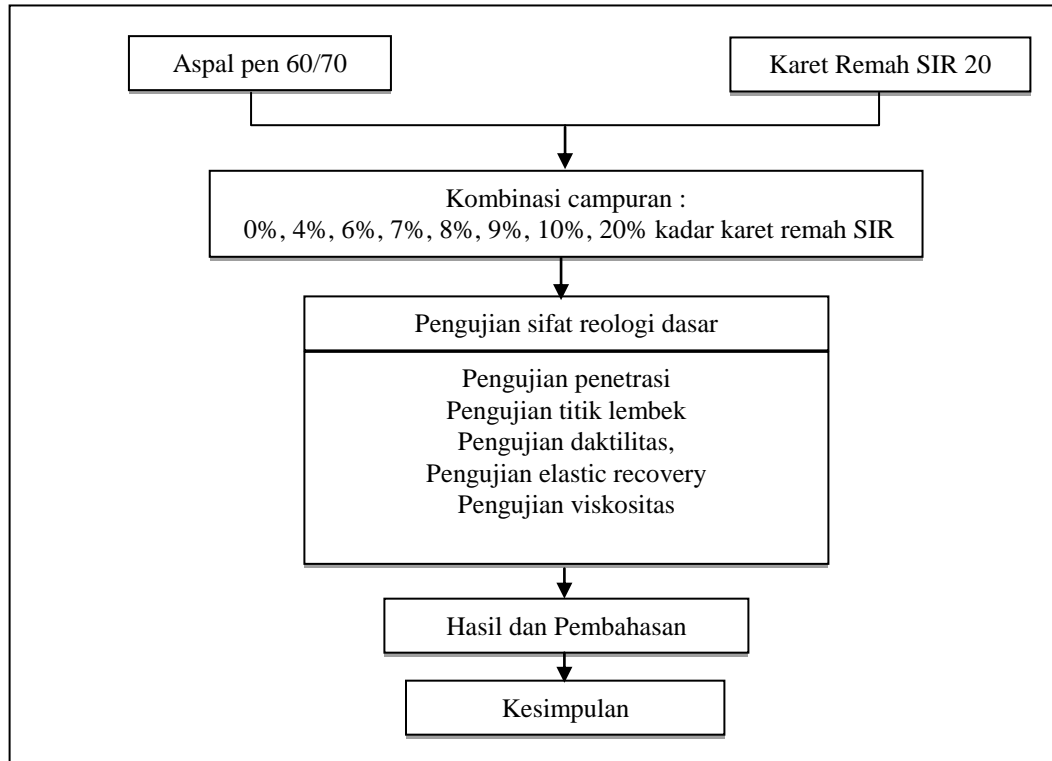 Aspal pen 60/70
Karet Remah SIR 20
Kombinasi campuran :
0%, 4%, 6%, 7%, 8%, 9%, 10%, 20% kadar karet remah SIR
Pengujian sifat reologi dasar
Pengujian penetrasi
Pengujian titik lembek
Pengujian daktilitas,
Pengujian elastic recovery
Pengujian viskositas
Hasil dan Pembahasan
Kesimpulan